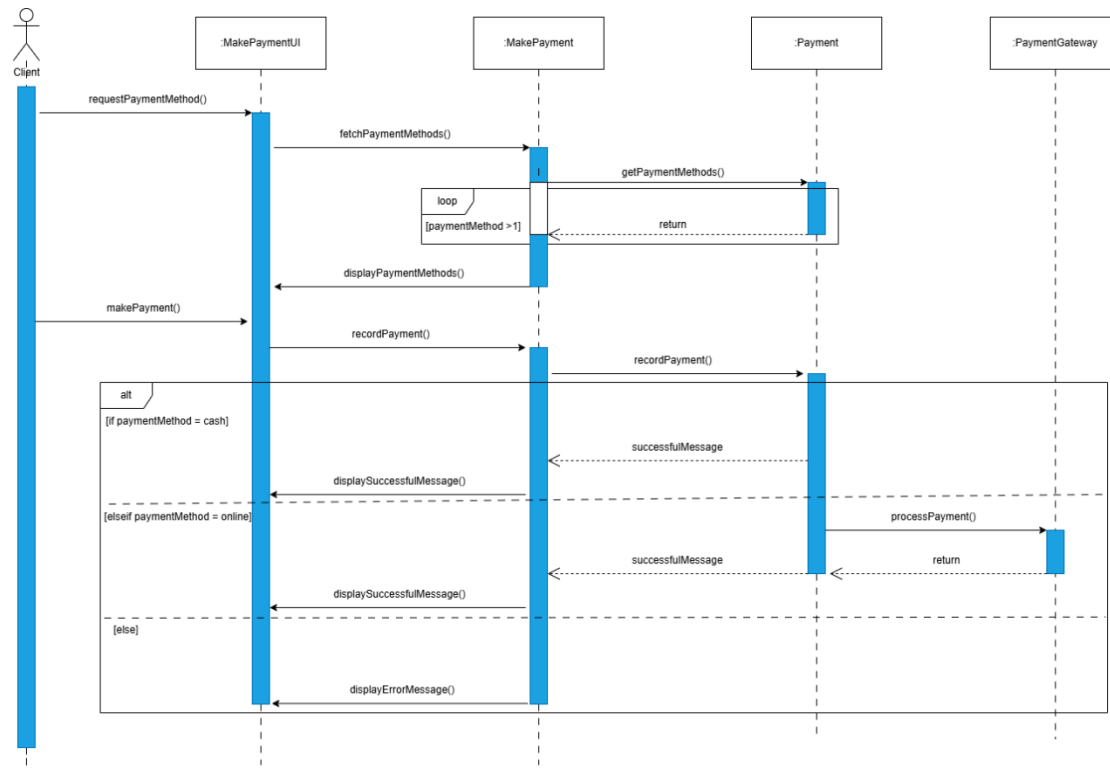 :MakePaymentUI
:MakePayment
:Payment
:PaymentGateway
Client
requestPaymentMethod()
fetchPaymentMethods()
getPaymentMethods()
loop
[paymentMethod >1]
return
displayPaymentMethods()
makePayment()
recordPayment()
recordPayment()
alt
[if paymentMethod = cash]
successfulMessage
displaySuccessfulMessage()
[elseif paymentMethod = online]
processPayment()
successfulMessage
return
displaySuccessfulMessage()
[else]
displayErrorMessage()